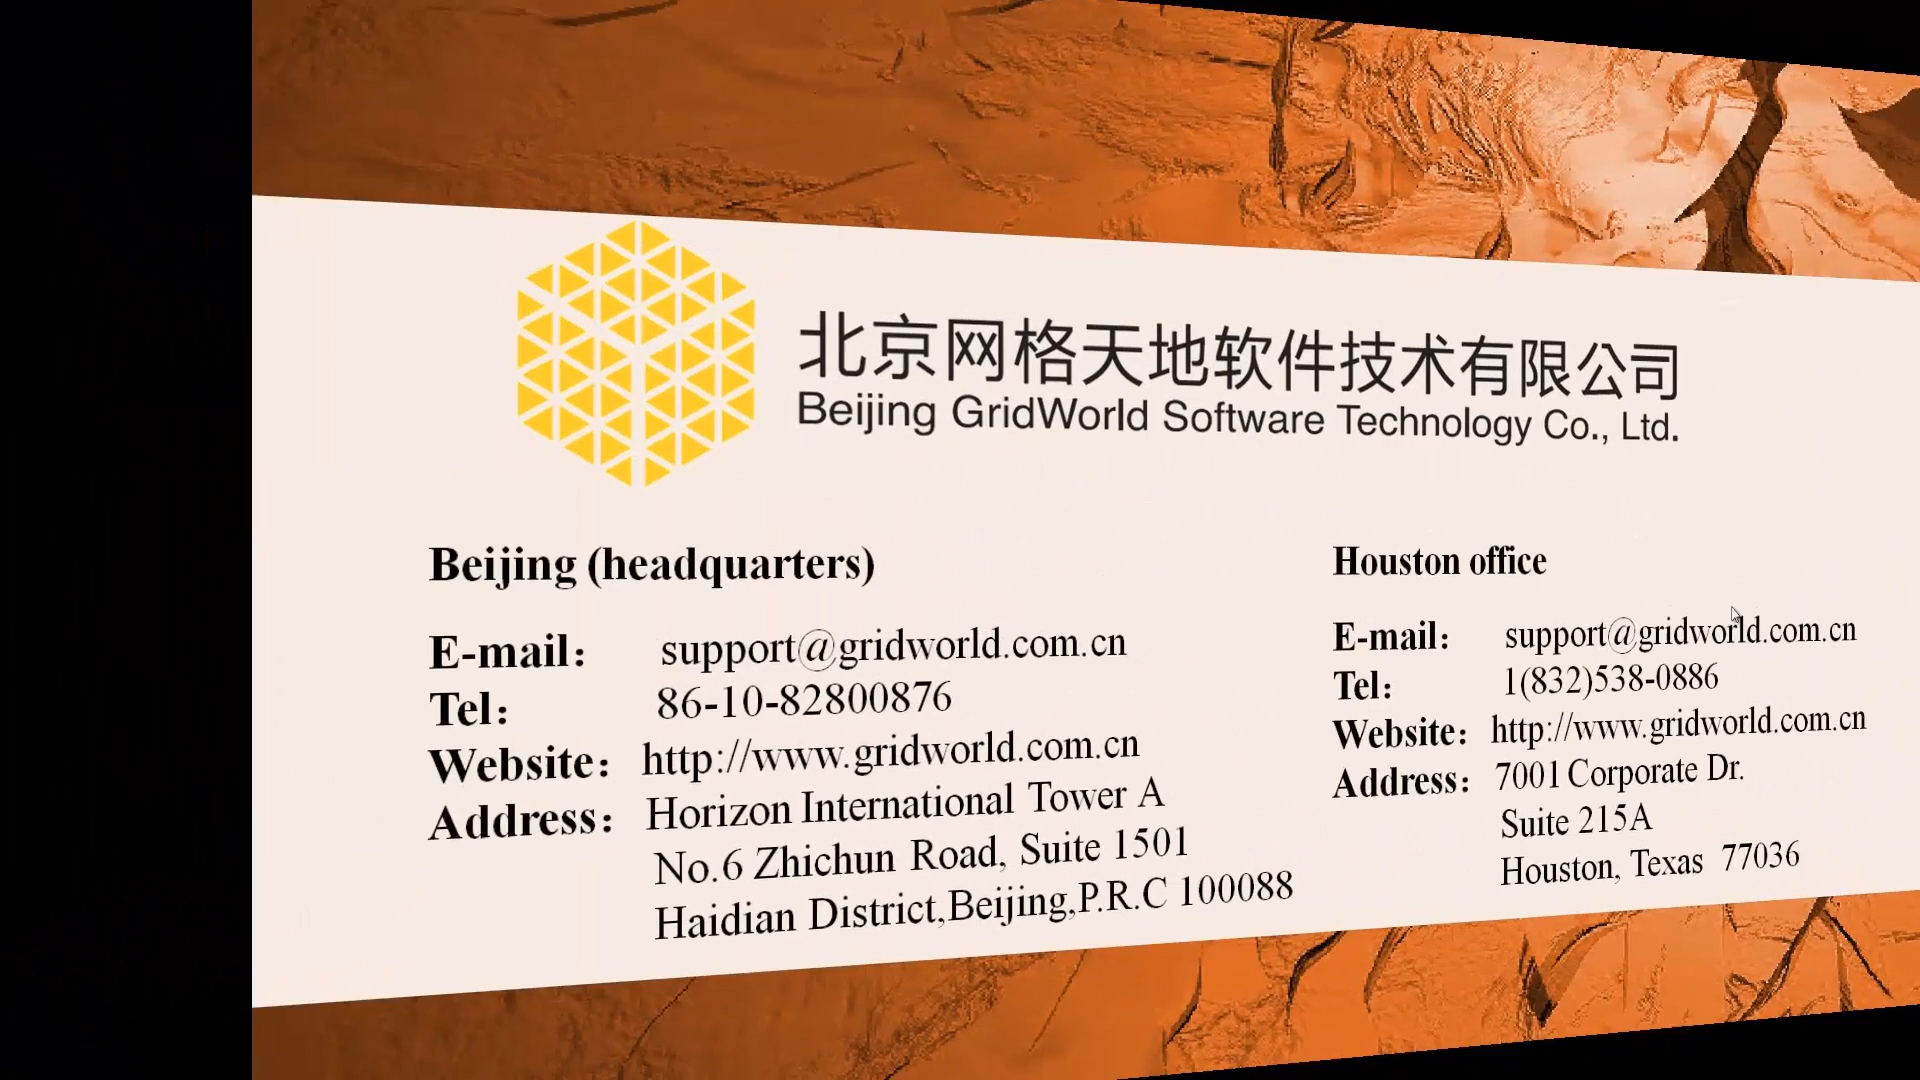 北京网格天地软件技术有限公司
Beijing GridWorld Software Technology Co., Ltd.
Beijing (headquarters)
E-mail： support@gridworld.com.cn
Tel： 86-10-82800876
Website： http://www.gridworld.com.cn
Address： Horizon International Tower A
No.6 Zhichun Road, Suite 1501
Haidian District,Beijing,P.R.C 100088
Houston office
E-mail： support@gridworld.com.cn
Tel： 1(832)538-0886
Website： http://www.gridworld.com.cn
Address： 7001 Corporate Dr.
Suite 215A
Houston, Texas 77036